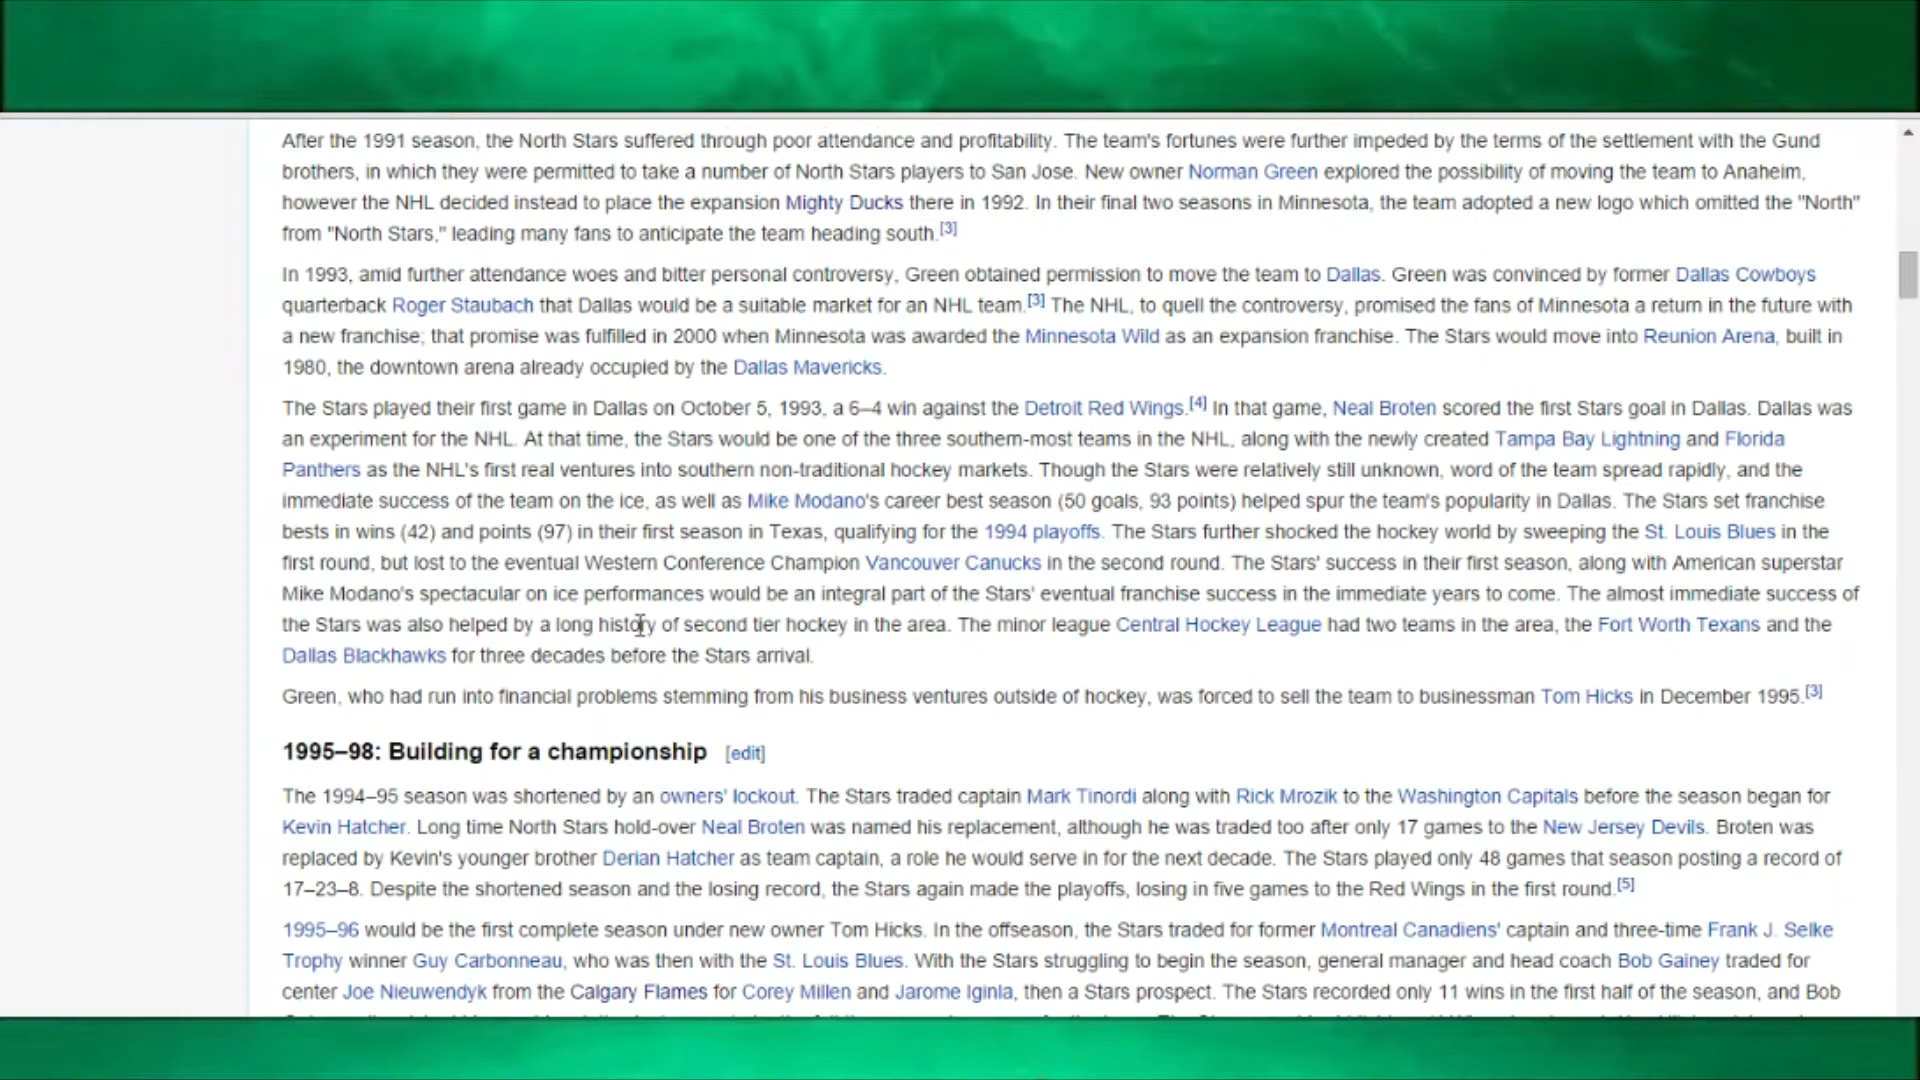 After the 1991 season, the North Stars suffered through poor attendance and profitability. The team's fortunes were further impeded by the terms of the settlement with the Gund
brothers, in which they were permitted to take a number of North Stars players to San Jose. New owner Norman Green explored the possibility of moving the team to Anaheim,
however the NHL decided instead to place the expansion Mighty Ducks there in 1992. In their final two seasons in Minnesota, the team adopted a new logo which omitted the "North"
from "North Stars," leading many fans to anticipate the team heading south.[3]
In 1993, amid further attendance woes and bitter personal controversy, Green obtained permission to move the team to Dallas. Green was convinced by former Dallas Cowboys
quarterback Roger Staubach that Dallas would be a suitable market for an NHL team.[3] The NHL, to quell the controversy, promised the fans of Minnesota a return in the future with
a new franchise; that promise was fulfilled in 2000 when Minnesota was awarded the Minnesota Wild as an expansion franchise. The Stars would move into Reunion Arena, built in
1980, the downtown arena already occupied by the Dallas Mavericks.
The Stars played their first game in Dallas on October 5, 1993, a 6–4 win against the Detroit Red Wings.[4] In that game, Neal Broten scored the first Stars goal in Dallas. Dallas was
an experiment for the NHL. At that time, the Stars would be one of the three southern-most teams in the NHL, along with the newly created Tampa Bay Lightning and Florida
Panthers as the NHL's first real ventures into southern non-traditional hockey markets. Though the Stars were relatively still unknown, word of the team spread rapidly, and the
immediate success of the team on the ice, as well as Mike Modano's career best season (50 goals, 93 points) helped spur the team's popularity in Dallas. The Stars set franchise
bests in wins (42) and points (97) in their first season in Texas, qualifying for the 1994 playoffs. The Stars further shocked the hockey world by sweeping the St. Louis Blues in the
first round, but lost to the eventual Western Conference Champion Vancouver Canucks in the second round. The Stars' success in their first season, along with American superstar
Mike Modano's spectacular on ice performances would be an integral part of the Stars' eventual franchise success in the immediate years to come. The almost immediate success of
the Stars was also helped by a long history of second tier hockey in the area. The minor league Central Hockey League had two teams in the area, the Fort Worth Texans and the
Dallas Blackhawks for three decades before the Stars arrival.
Green, who had run into financial problems stemming from his business ventures outside of hockey, was forced to sell the team to businessman Tom Hicks in December 1995.[3]
1995–98: Building for a championship [edit]
The 1994–95 season was shortened by an owners' lockout. The Stars traded captain Mark Tinordi along with Rick Mrozik to the Washington Capitals before the season began for
Kevin Hatcher. Long time North Stars hold-over Neal Broten was named his replacement, although he was traded too after only 17 games to the New Jersey Devils. Broten was
replaced by Kevin's younger brother Derian Hatcher as team captain, a role he would serve in for the next decade. The Stars played only 48 games that season posting a record of
17–23–8. Despite the shortened season and the losing record, the Stars again made the playoffs, losing in five games to the Red Wings in the first round.[5]
1995–96 would be the first complete season under new owner Tom Hicks. In the offseason, the Stars traded for former Montreal Canadiens' captain and three-time Frank J. Selke
Trophy winner Guy Carbonneau, who was then with the St. Louis Blues. With the Stars struggling to begin the season, general manager and head coach Bob Gainey traded for
center Joe Nieuwendyk from the Calgary Flames for Corey Millen and Jarome Iginla, then a Stars prospect. The Stars recorded only 11 wins in the first half of the season, and Bob